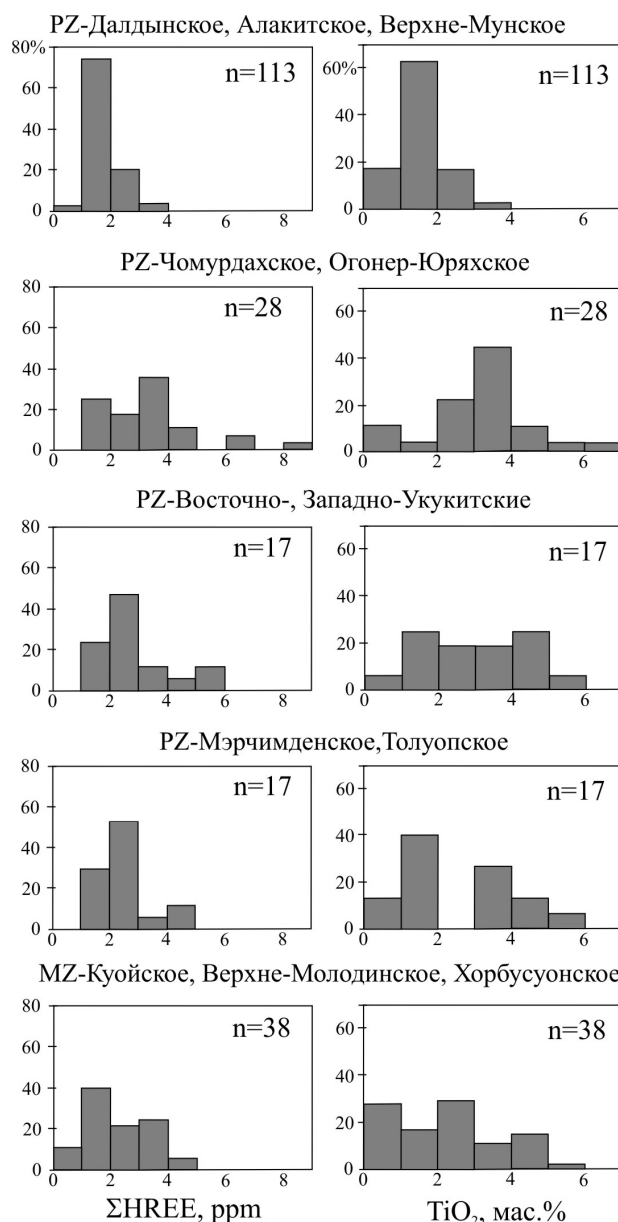 PZ-Далдынское, Алакитское, Верхне-Мунское
80%
60
40
20
0
n=113
0 2 4 6 8
60%
40
20
0
n=113
0 2 4 6
PZ-Чомурдахское, Огонер-Юряхское
80
60
40
20
0
n=28
0 2 4 6 8
60
40
20
0
n=28
0 2 4 6
PZ-Восточно-, Западно-Укукитские
80
60
40
20
0
n=17
0 2 4 6 8
60
40
20
0
n=17
0 2 4 6
PZ-Мэрчимденское,Толуопское
80
60
40
20
0
n=17
0 2 4 6 8
60
40
20
0
n=17
0 2 4 6
MZ-Куойское, Верхне-Молодинское, Хорбусуонское
80
60
40
20
0
n=38
0 2 4 6 8
60
40
20
0
n=38
0 2 4 6
ΣHREE, ppm
TiO₂, мас.%